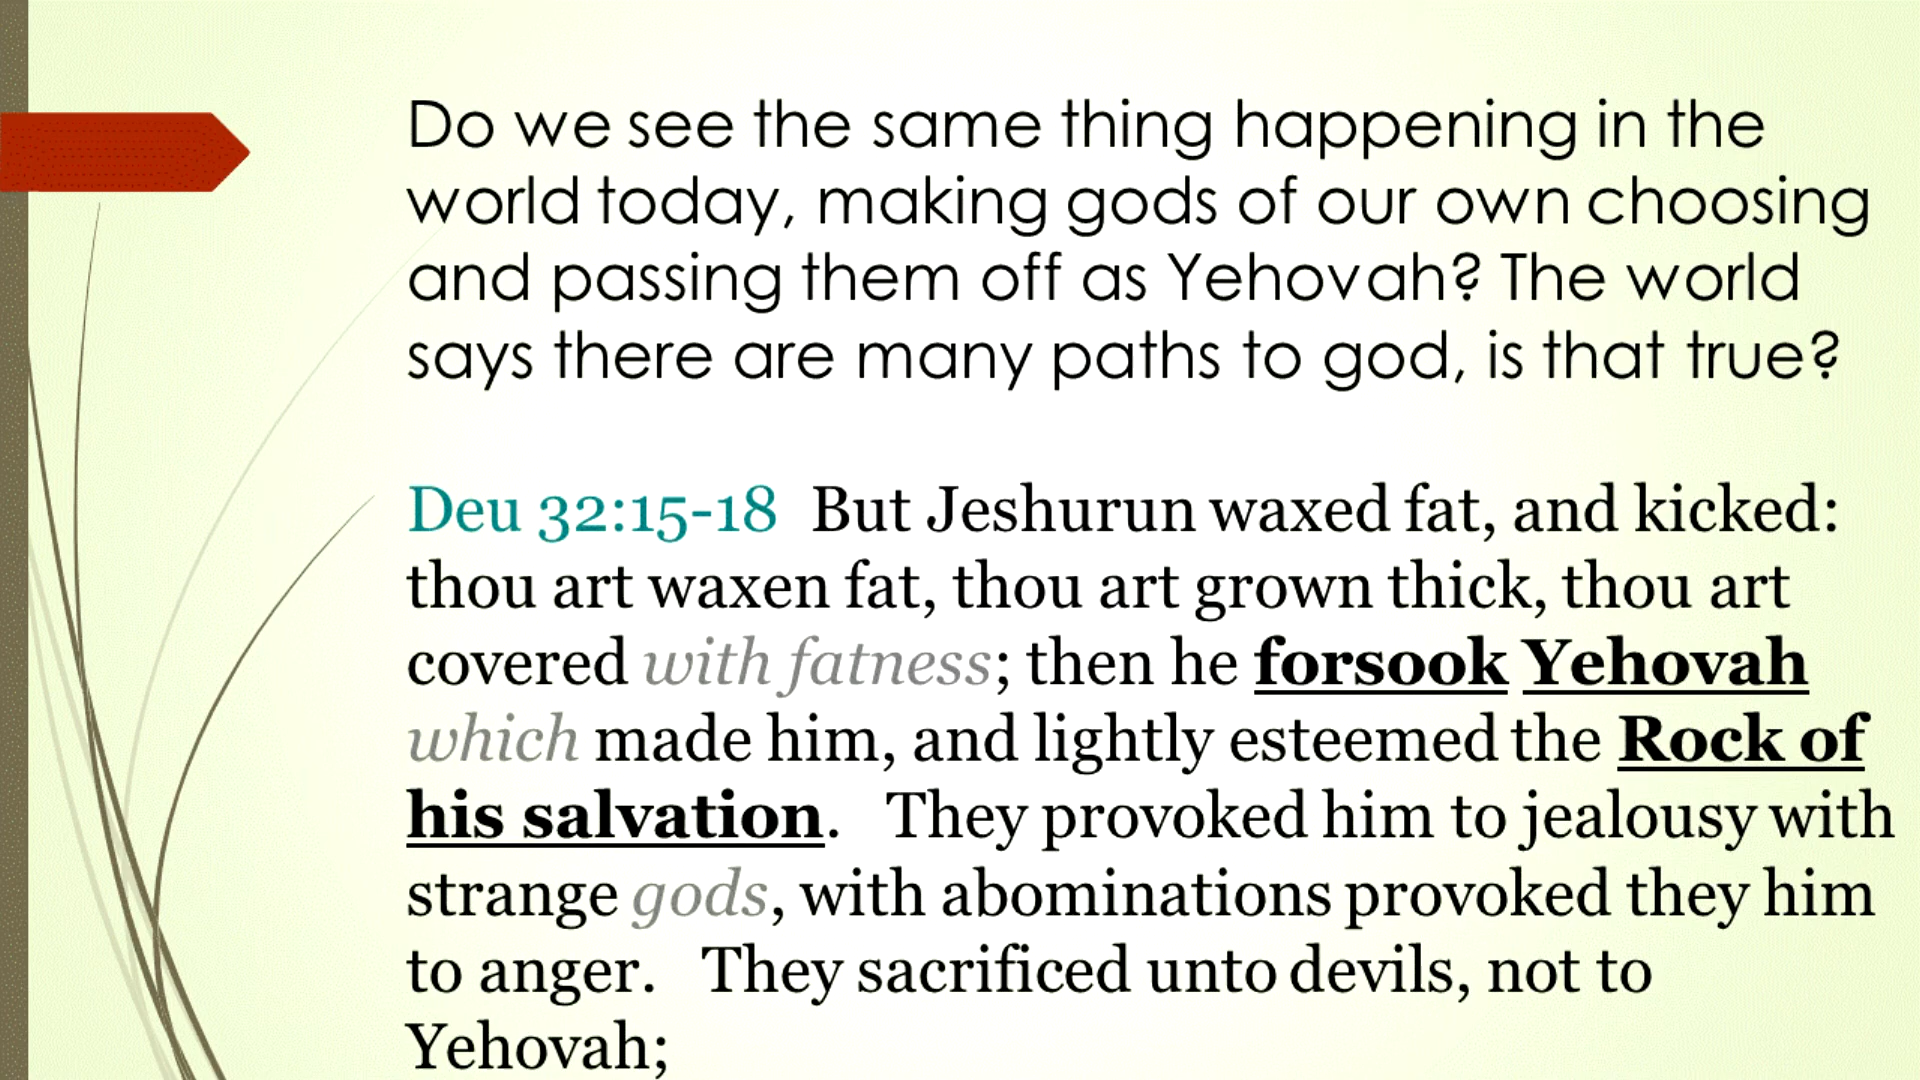 Do we see the same thing happening in the
world today, making gods of our own choosing
and passing them off as Yehovah? The world
says there are many paths to god, is that true?
Deu 32:15-18 But Jeshurun waxed fat, and kicked:
thou art waxen fat, thou art grown thick, thou art
covered with fatness; then he forsook Yehovah
which made him, and lightly esteemed the Rock of
his salvation. They provoked him to jealousy with
strange gods, with abominations provoked they him
to anger. They sacrificed unto devils, not to
Yehovah;